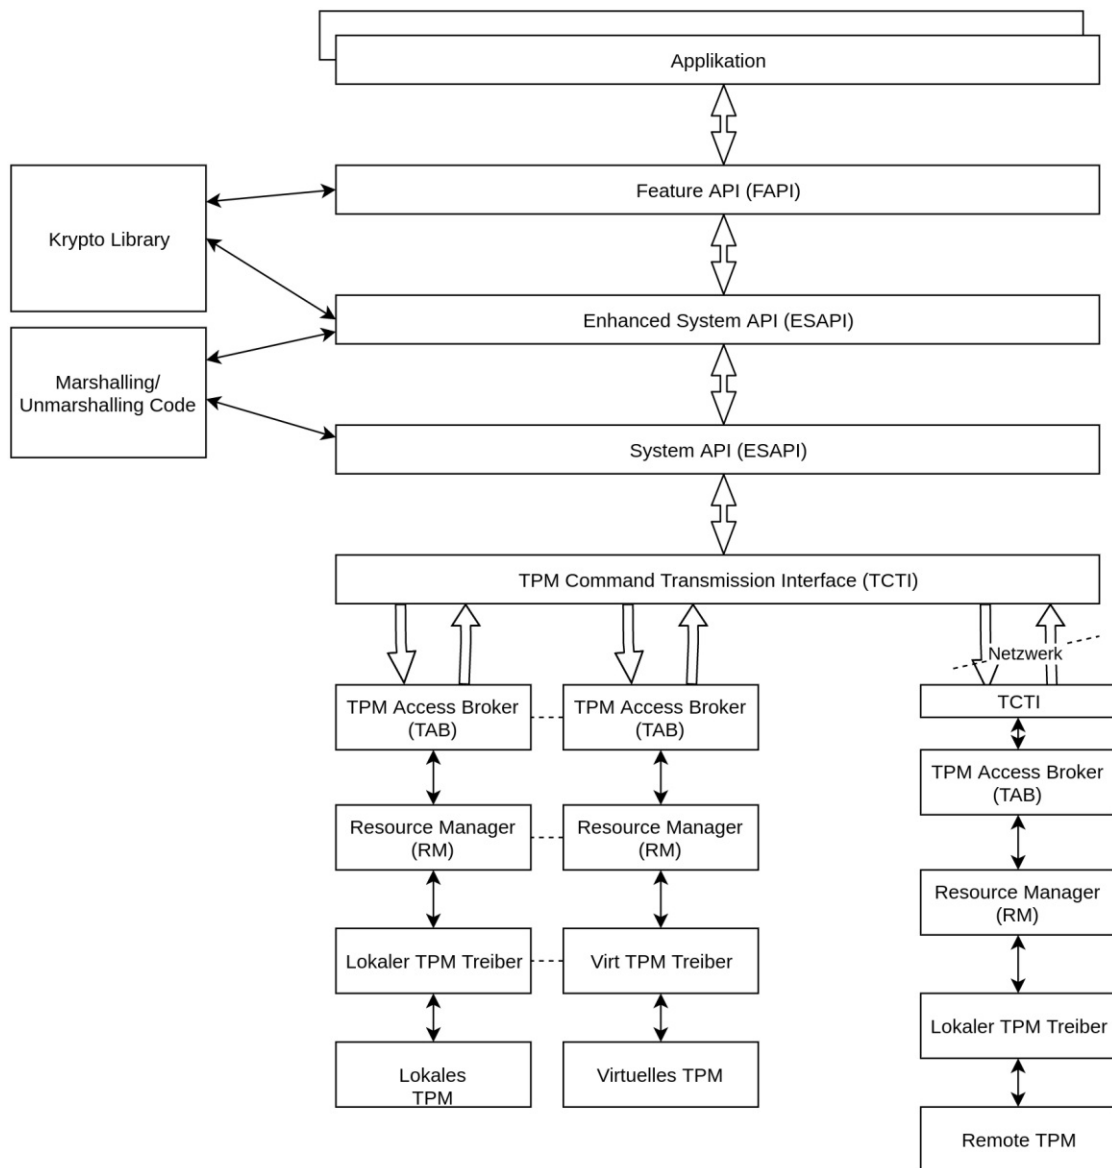 Applikation
Feature API (FAPI)
Krypto Library
Enhanced System API (ESAPI)
Marshalling/
Unmarshalling Code
System API (ESAPI)
TPM Command Transmission Interface (TCTI)
Netzwerk
TPM Access Broker
(TAB)
TPM Access Broker
(TAB)
TCTI
TPM Access Broker
(TAB)
Resource Manager
(RM)
Resource Manager
(RM)
Resource Manager
(RM)
Lokaler TPM Treiber
Virt TPM Treiber
Lokaler TPM Treiber
Lokales
TPM
Virtuelles TPM
Remote TPM